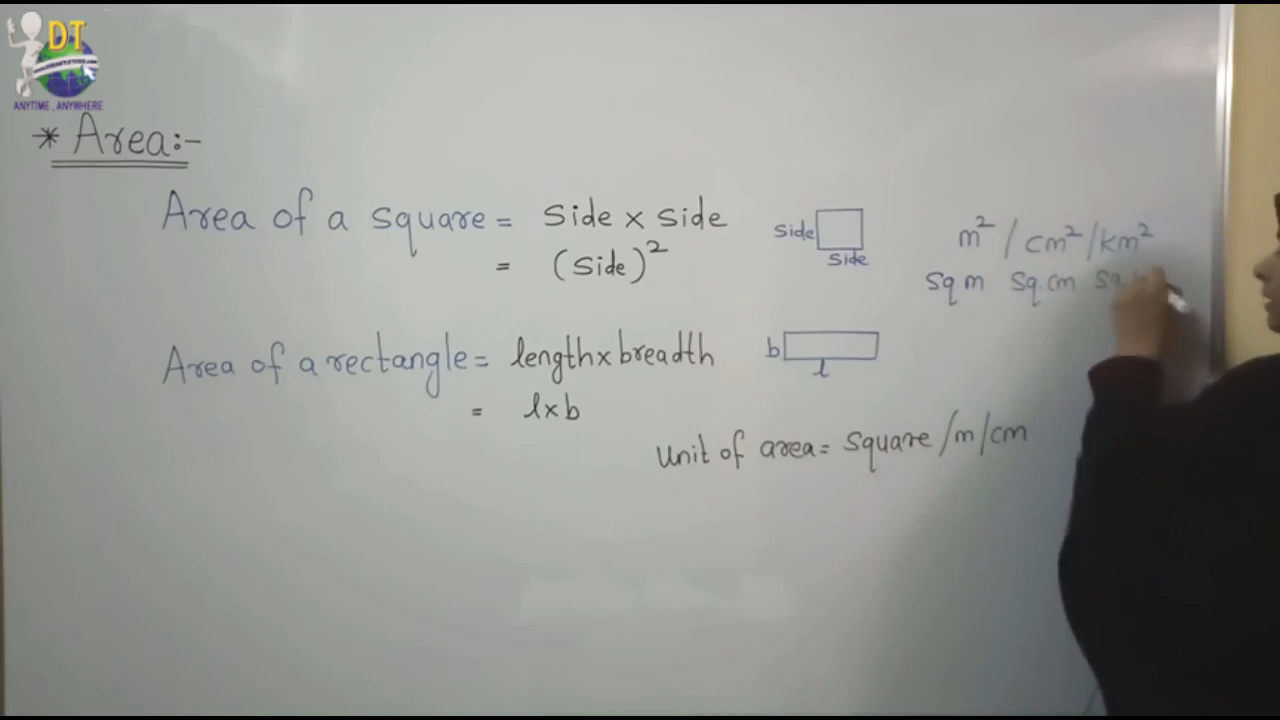 DT
ANYTIME, ANYWHERE
* Area:-
Area of a square = Side × Side
= (Side)²
Side
Side
m² / cm² / km²
Sq m Sq cm Sq
Area of a rectangle = length × breadth
= l × b
b
l
Unit of area = Square /m/cm